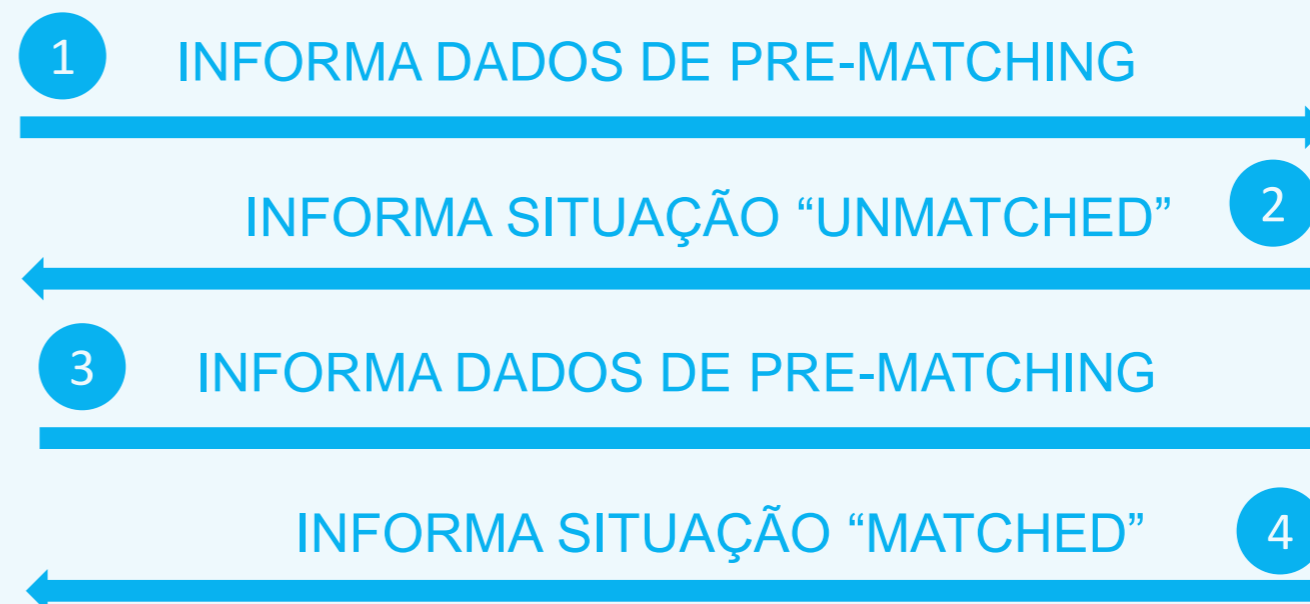 1 INFORMA DADOS DE PRE-MATCHING
INFORMA SITUAÇÃO “UNMATCHED” 2
3 INFORMA DADOS DE PRE-MATCHING
INFORMA SITUAÇÃO “MATCHED” 4